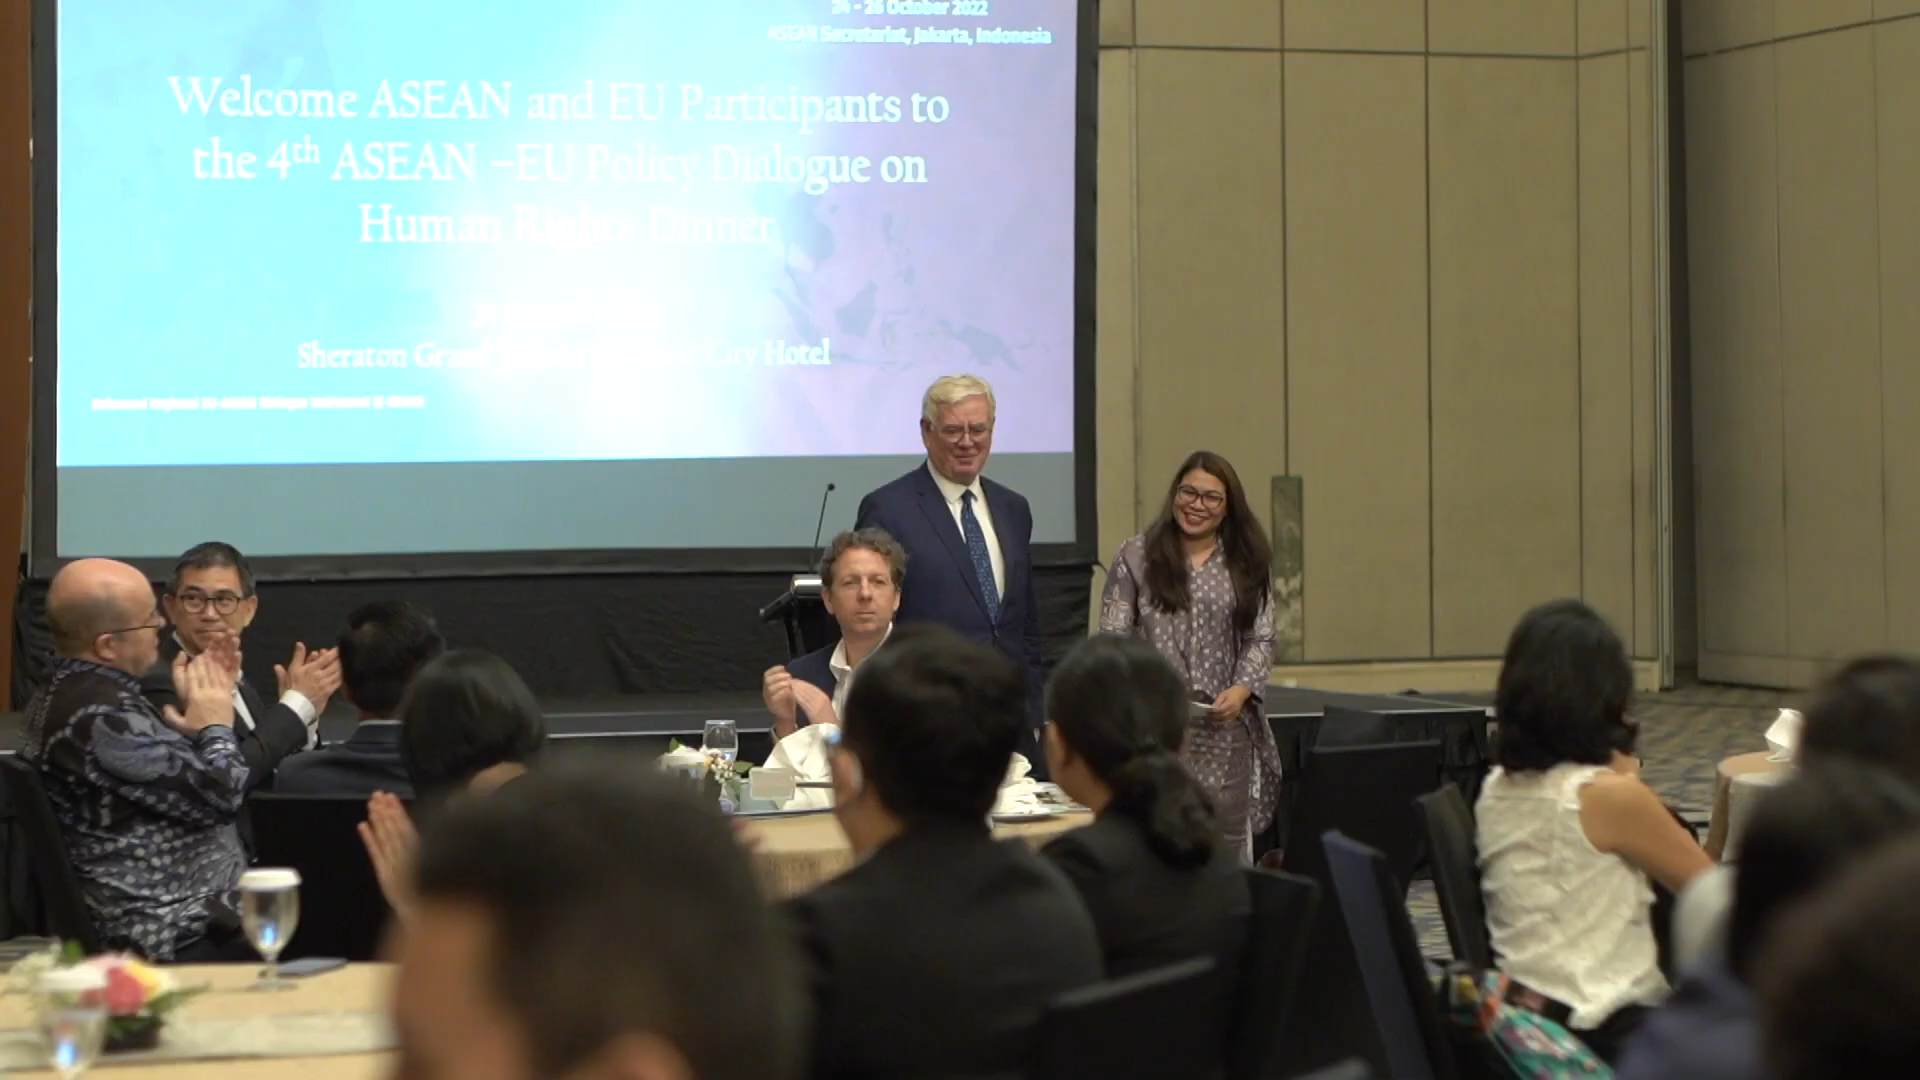 24 - 26 October 2022
ASEAN Secretariat, Jakarta, Indonesia
Welcome ASEAN and EU Participants to
the 4th ASEAN –EU Policy Dialogue on
Human Rights Dinner
Sheraton Grand City Hotel